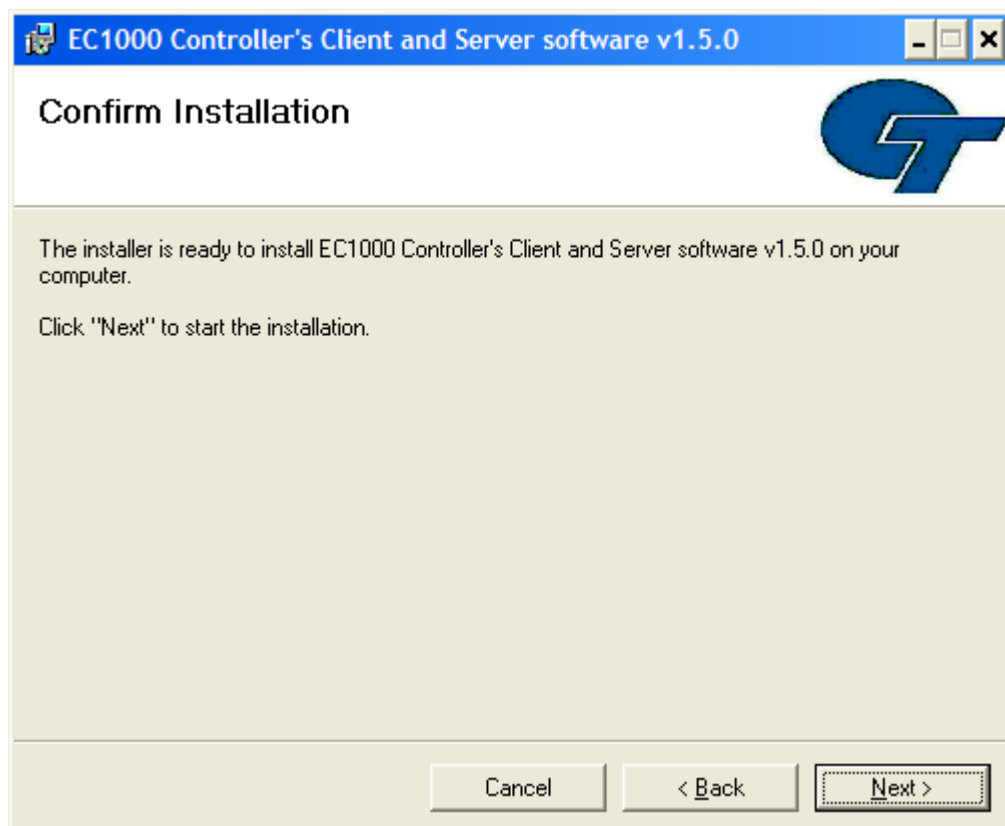 EC1000 Controller's Client and Server software v1.5.0
Confirm Installation
GT
The installer is ready to install EC1000 Controller's Client and Server software v1.5.0 on your
computer.
Click "Next" to start the installation.
Cancel
< Back
Next >